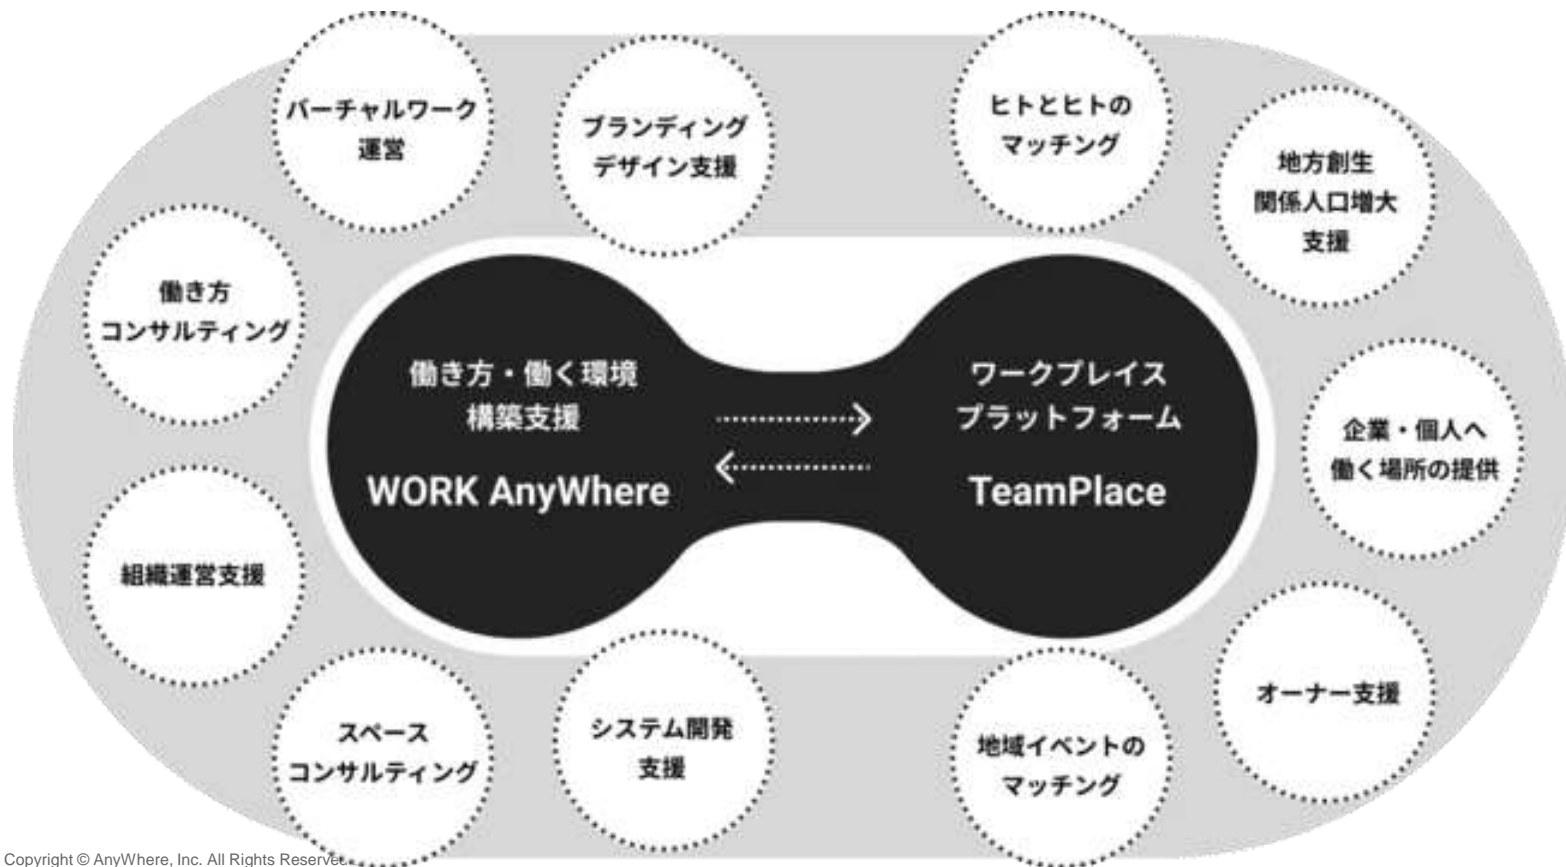 バーチャルワーク
運営
ブランディング
デザイン支援
ヒトとヒトの
マッチング
地方創生
関係人口増大
支援
働き方
コンサルティング
働き方・働く環境
構築支援
WORK AnyWhere
ワークプレイス
プラットフォーム
TeamPlace
企業・個人へ
働く場所の提供
組織運営支援
オーナー支援
スペース
コンサルティング
システム開発
支援
地域イベントの
マッチング
Copyright © AnyWhere, Inc. All Rights